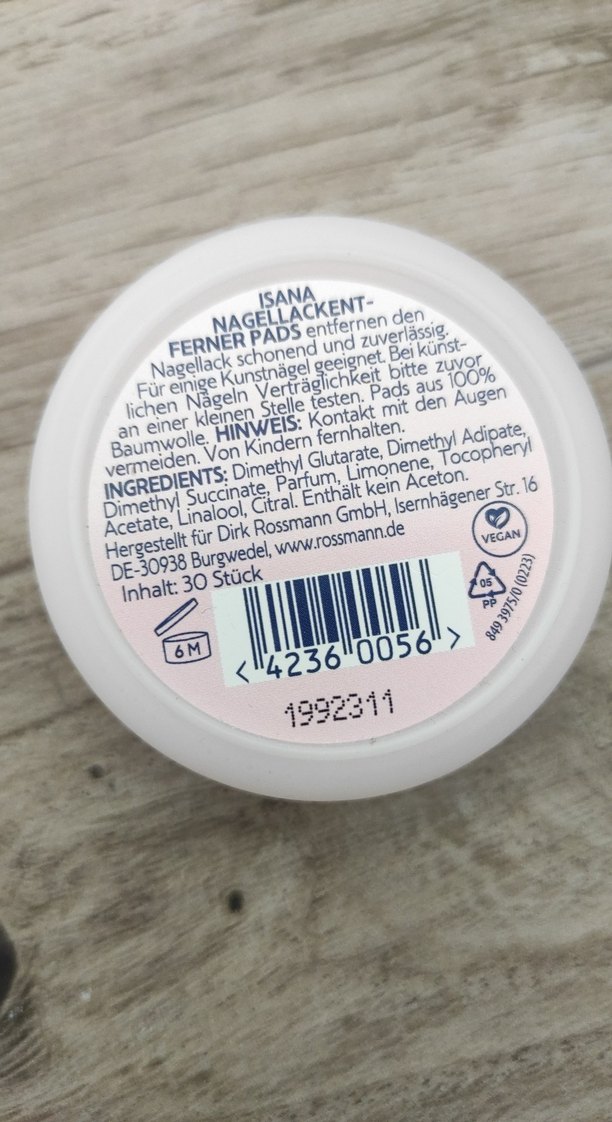 ISANA
NAGELLACKENT-
FERNER PADS entfernen den
Nagellack schonend und zuverlässig.
Für einige Kunstnägel geeignet. Bei künst-
lichen Nägeln Verträglichkeit bitte zuvor
an einer kleinen Stelle testen. Pads aus 100%
Baumwolle. HINWEIS: Kontakt mit den Augen
vermeiden. Von Kindern fernhalten.
INGREDIENTS: Dimethyl Glutarate, Dimethyl Adipate,
Dimethyl Succinate, Parfum, Limonene, Tocopheryl
Acetate, Linalool, Citral. Enthält kein Aceton.
Hergestellt für Dirk Rossmann GmbH, Isernhägener Str. 16
DE-30938 Burgwedel, www.rossmann.de
Inhalt: 30 Stück
VEGAN
05
PP
849 3975/0 (0223)
6 M
< 4236 0056 >
1992311